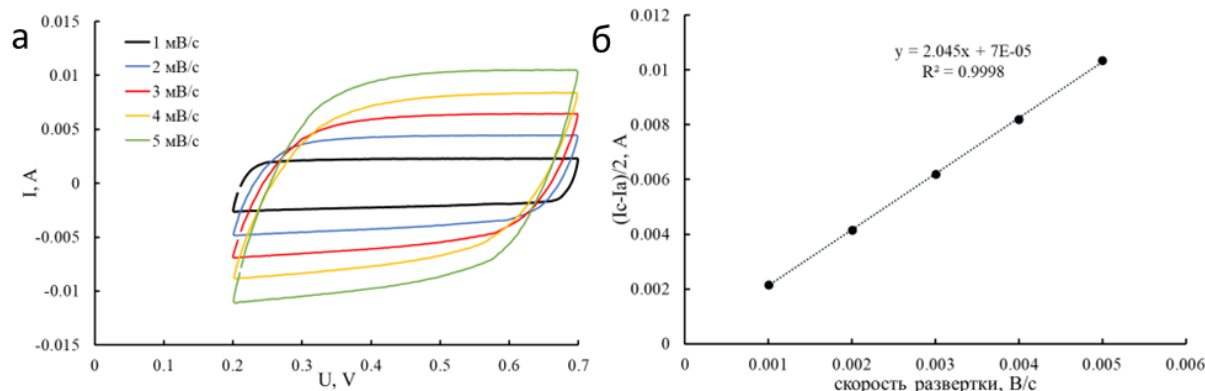 а
0.015
0.01
0.005
0
-0.005
-0.01
-0.015
I, A
1 мВ/с
2 мВ/с
3 мВ/с
4 мВ/с
5 мВ/с
0
0.1
0.2
0.3
0.4
0.5
0.6
0.7
U, V
б
0.012
0.01
0.008
0.006
0.004
0.002
0
(Ic-Ia)/2, A
y = 2.045x + 7E-05
R² = 0.9998
0
0.001
0.002
0.003
0.004
0.005
0.006
скорость развертки, В/с